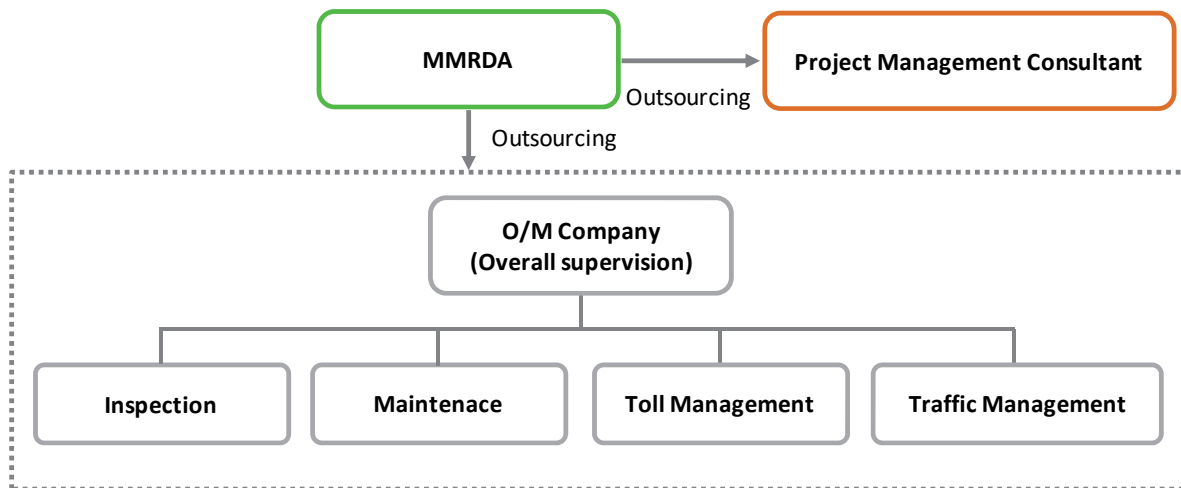 MMRDA
Project Management Consultant
Outsourcing
Outsourcing
O/M Company
(Overall supervision)
Inspection
Maintenace
Toll Management
Traffic Management